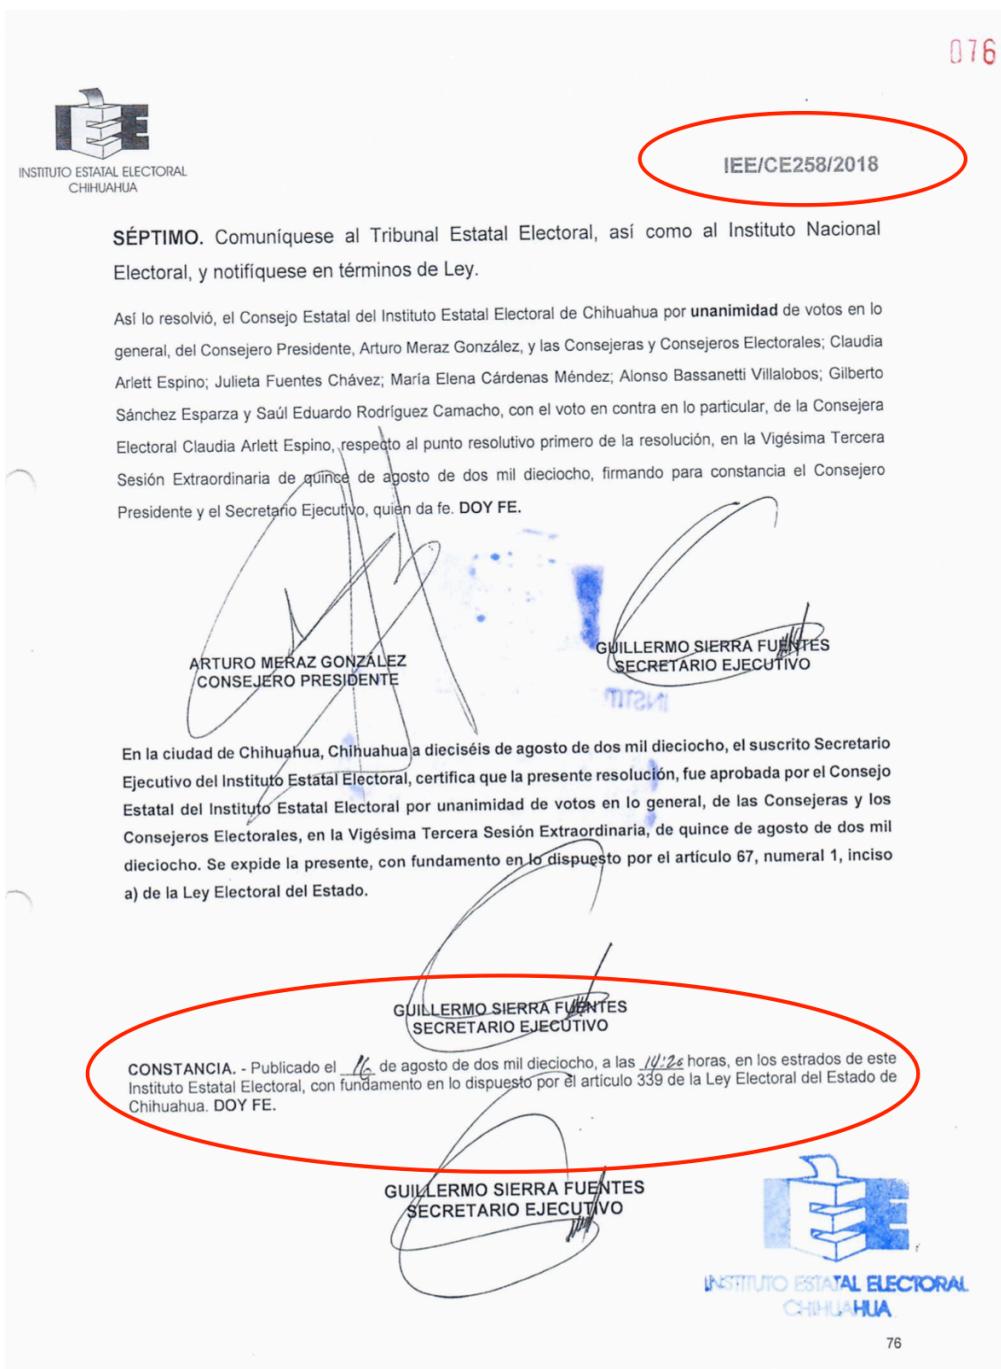 076
INSTITUTO ESTATAL ELECTORAL
CHIHUAHUA
IEE/CE258/2018
SÉPTIMO. Comuníquese al Tribunal Estatal Electoral, así como al Instituto Nacional
Electoral, y notifíquese en términos de Ley.
Así lo resolvió, el Consejo Estatal del Instituto Estatal Electoral de Chihuahua por unanimidad de votos en lo
general, del Consejero Presidente, Arturo Meraz González, y las Consejeras y Consejeros Electorales; Claudia
Arlett Espino; Julieta Fuentes Chávez; María Elena Cárdenas Méndez; Alonso Bassanetti Villalobos; Gilberto
Sánchez Esparza y Saúl Eduardo Rodríguez Camacho, con el voto en contra en lo particular, de la Consejera
Electoral Claudia Arlett Espino, respecto al punto resolutivo primero de la resolución, en la Vigésima Tercera
Sesión Extraordinaria de quince de agosto de dos mil dieciocho, firmando para constancia el Consejero
Presidente y el Secretario Ejecutivo, quien da fe. DOY FE.
ARTURO MERAZ GONZÁLEZ
CONSEJERO PRESIDENTE
GUILLERMO SIERRA FUENTES
SECRETARIO EJECUTIVO
En la ciudad de Chihuahua, Chihuahua a dieciséis de agosto de dos mil dieciocho, el suscrito Secretario
Ejecutivo del Instituto Estatal Electoral, certifica que la presente resolución, fue aprobada por el Consejo
Estatal del Instituto Estatal Electoral por unanimidad de votos en lo general, de las Consejeras y los
Consejeros Electorales, en la Vigésima Tercera Sesión Extraordinaria, de quince de agosto de dos mil
dieciocho. Se expide la presente, con fundamento en lo dispuesto por el artículo 67, numeral 1, inciso
a) de la Ley Electoral del Estado.
GUILLERMO SIERRA FUENTES
SECRETARIO EJECUTIVO
CONSTANCIA. - Publicado el 16 de agosto de dos mil dieciocho, a las 14:26 horas, en los estrados de este
Instituto Estatal Electoral, con fundamento en lo dispuesto por el artículo 339 de la Ley Electoral del Estado de
Chihuahua. DOY FE.
GUILLERMO SIERRA FUENTES
SECRETARIO EJECUTIVO
INSTITUTO ESTATAL ELECTORAL
CHIHUAHUA
76